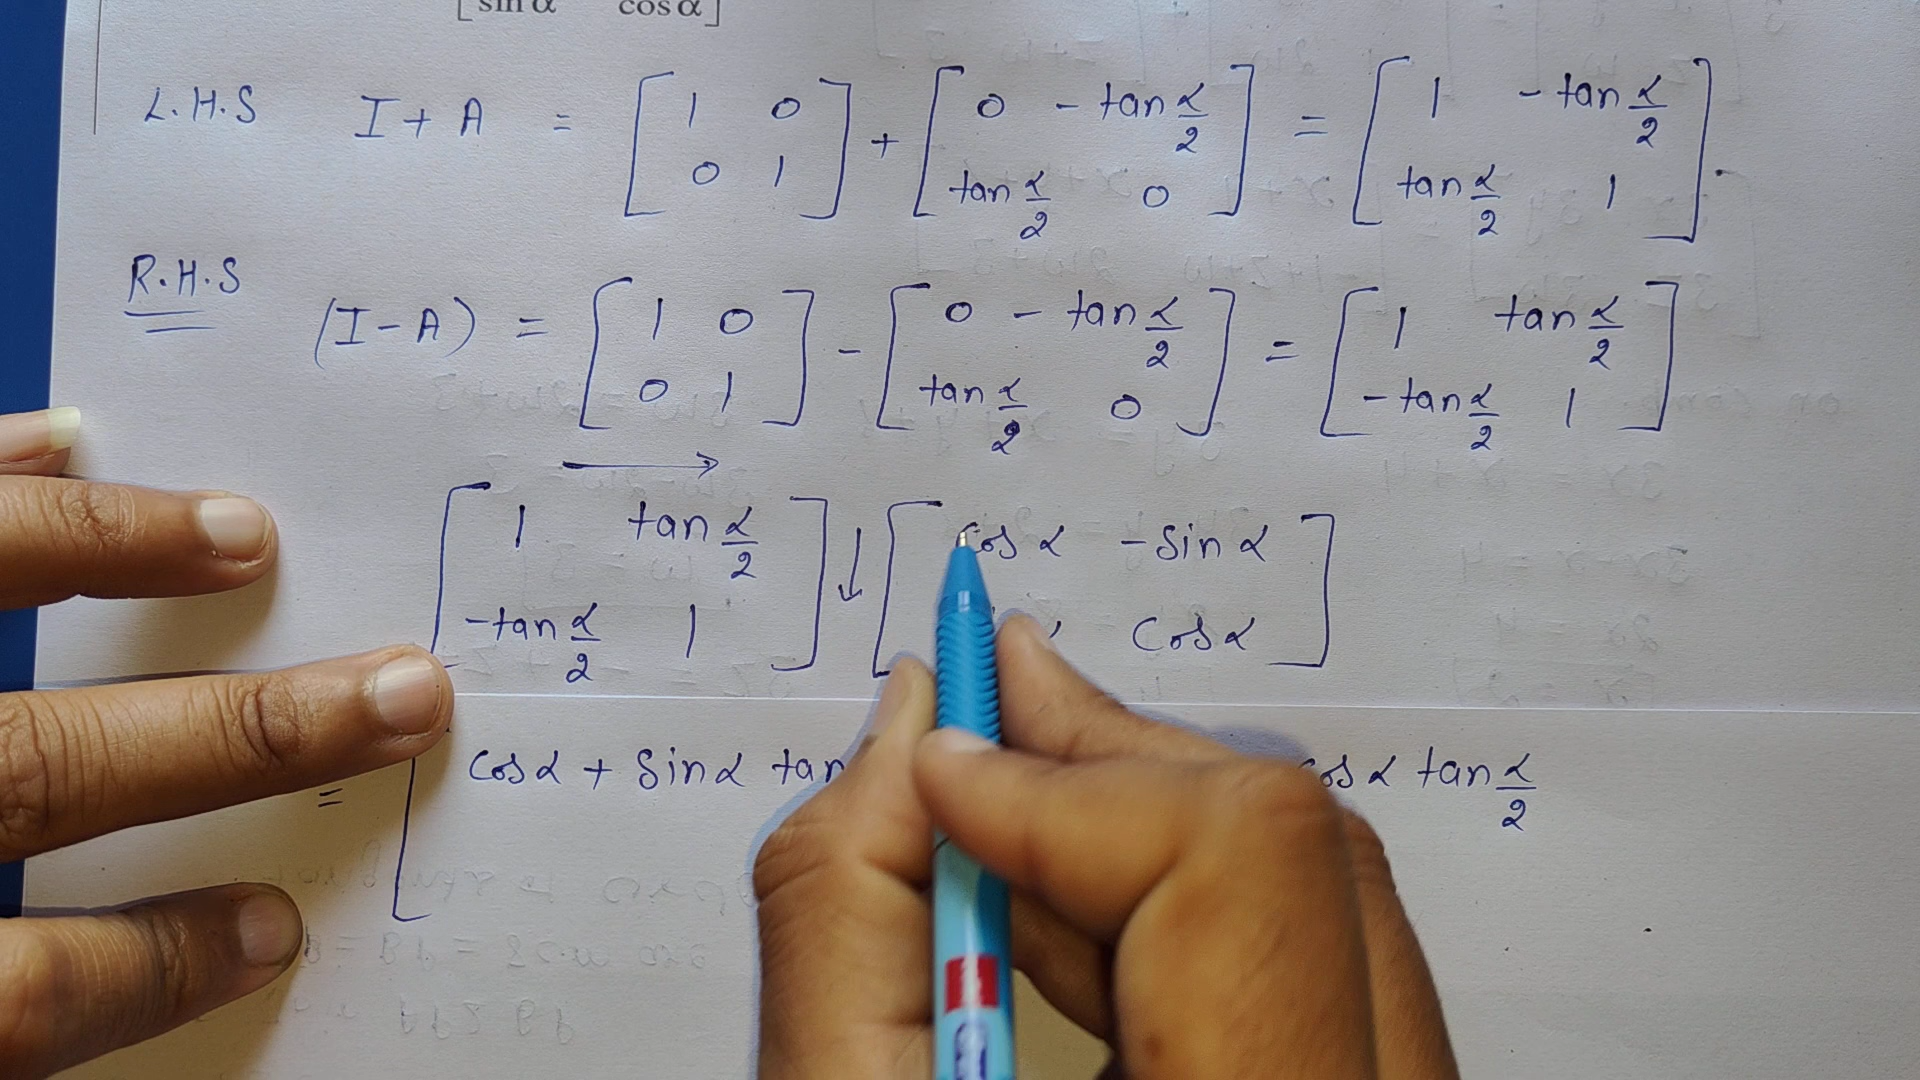 sin α cos α]
L.H.S I + A = [ 1 0 ] + [ 0 - tan α/2 ] = [ 1 - tan α/2 ].
0 1 tan α/2 0 tan α/2 1
R.H.S
(I - A) = [ 1 0 ] - [ 0 - tan α/2 ] = [ 1 tan α/2 ]
0 1 tan α/2 0 - tan α/2 1
→
[ 1 tan α/2 ] ↓ [ cos α - sin α ]
- tan α/2 1 cos α
= [ cos α + sin α tan cos α tan α/2